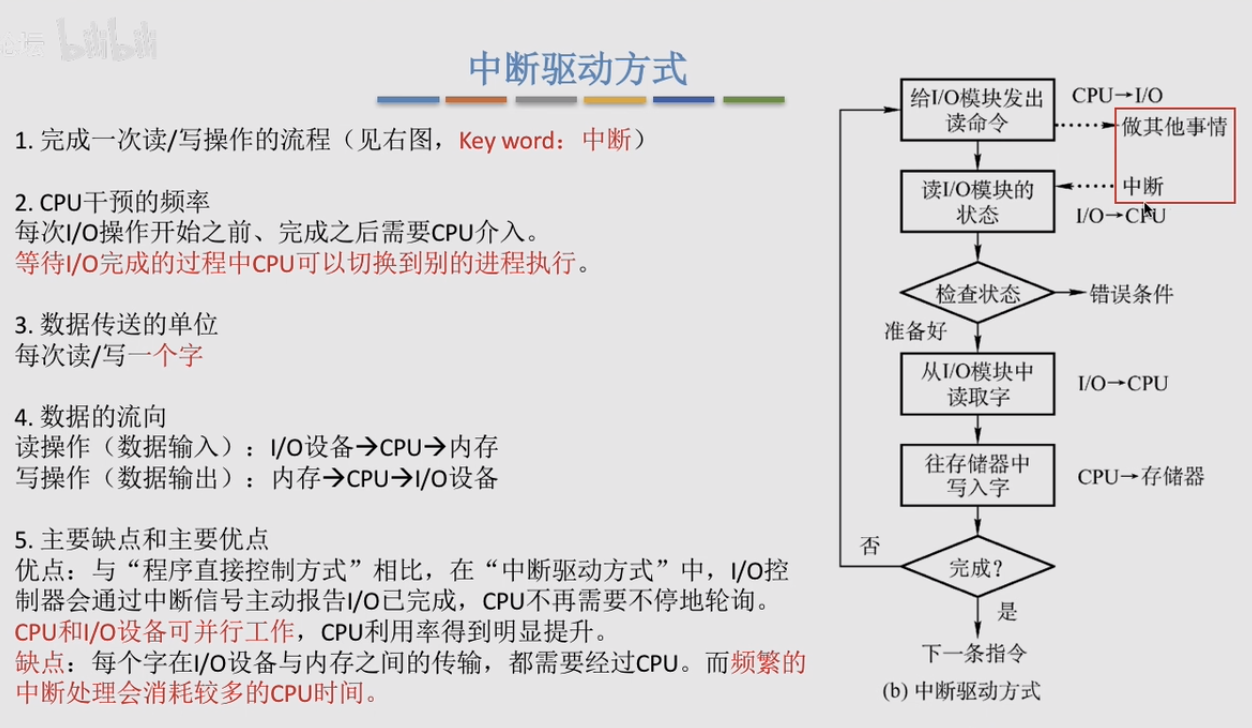 论坛 bilibili
中断驱动方式
1. 完成一次读/写操作的流程（见右图，Key word：中断）
2. CPU干预的频率
每次I/O操作开始之前、完成之后需要CPU介入。
等待I/O完成的过程中CPU可以切换到别的进程执行。
3. 数据传送的单位
每次读/写一个字
4. 数据的流向
读操作（数据输入）：I/O设备→CPU→内存
写操作（数据输出）：内存→CPU→I/O设备
5. 主要缺点和主要优点
优点：与“程序直接控制方式”相比，在“中断驱动方式”中，I/O控
制器会通过中断信号主动报告I/O已完成，CPU不再需要不停地轮询。
CPU和I/O设备可并行工作，CPU利用率得到明显提升。
缺点：每个字在I/O设备与内存之间的传输，都需要经过CPU。而频繁的
中断处理会消耗较多的CPU时间。
给I/O模块发出
读命令
CPU→I/O
做其他事情
读I/O模块的
状态
中断
I/O→CPU
检查状态
错误条件
准备好
从I/O模块中
读取字
I/O→CPU
往存储器中
写入字
CPU→存储器
否
完成？
是
下一条指令
(b) 中断驱动方式